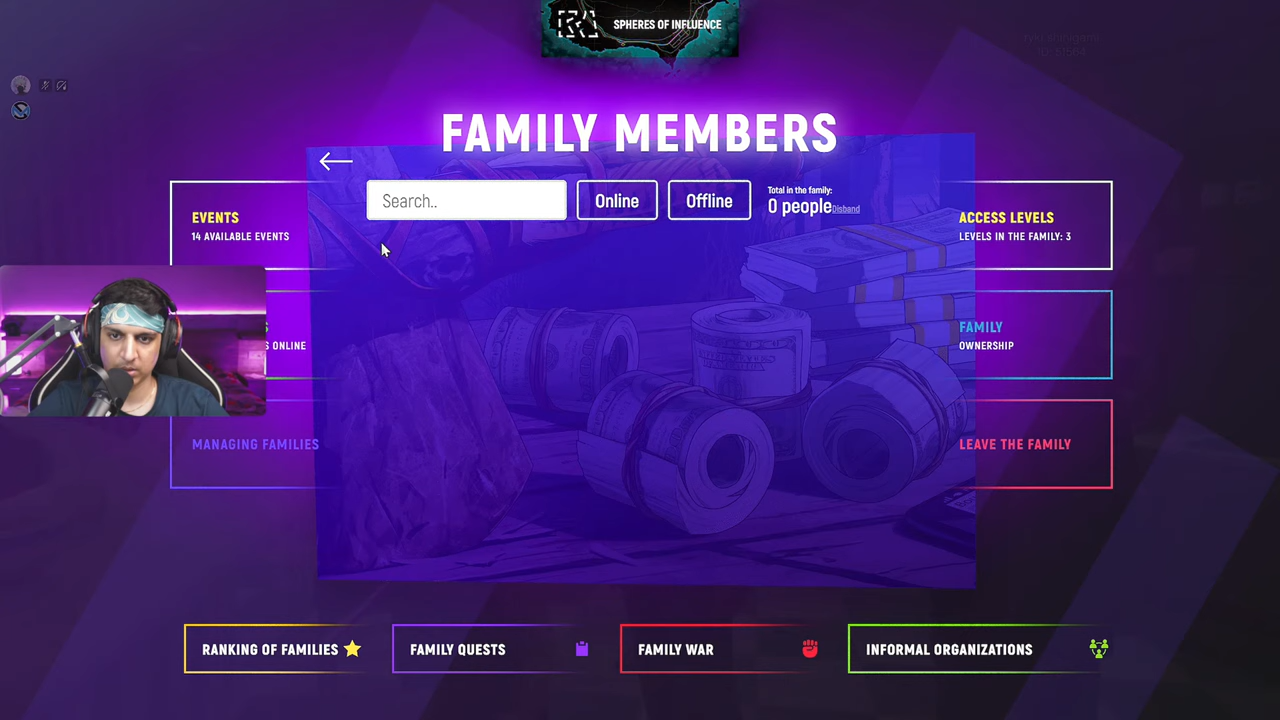 SPHERES OF INFLUENCE
ID: 51564
FAMILY MEMBERS
Search..
Online
Offline
Total in the family:
0 people
Disband
EVENTS
14 AVAILABLE EVENTS
ACCESS LEVELS
LEVELS IN THE FAMILY: 3
S ONLINE
FAMILY
OWNERSHIP
MANAGING FAMILIES
LEAVE THE FAMILY
RANKING OF FAMILIES
FAMILY QUESTS
FAMILY WAR
INFORMAL ORGANIZATIONS